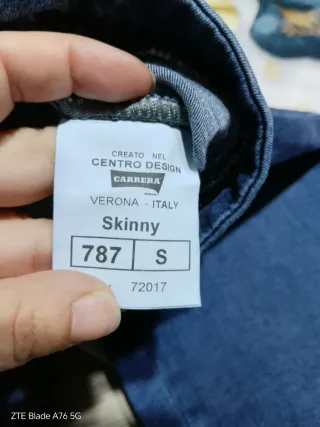 CREATO NEL
CENTRO DESIGN
CARRERA
VERONA - ITALY
Skinny
787 S
72017
ZTE Blade A76 5G